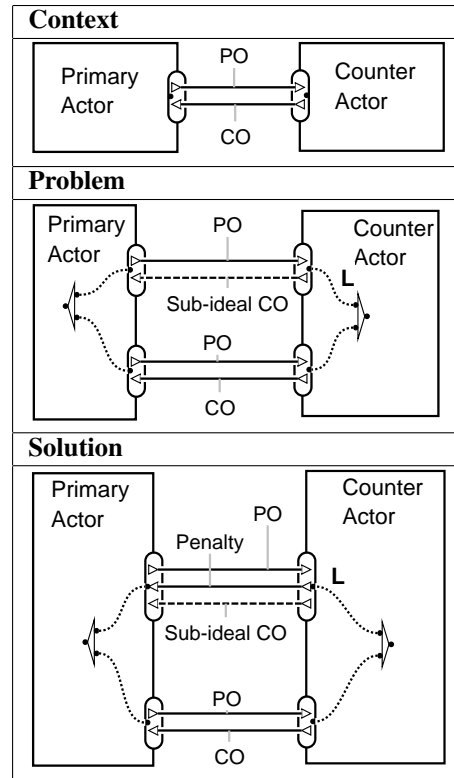 Context
PO
Primary
Actor
Counter
Actor
CO
Problem
Primary
Actor
PO
Counter
Actor
L
Sub-ideal CO
PO
CO
Solution
Primary
Actor
Counter
Actor
PO
Penalty
L
Sub-ideal CO
PO
CO